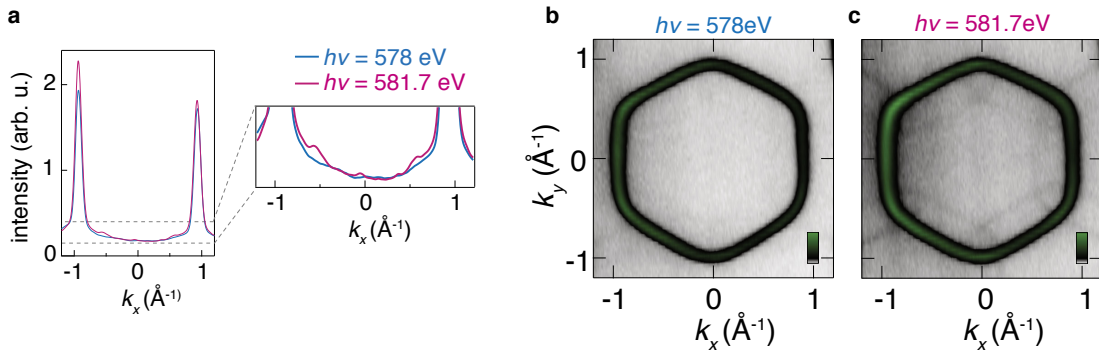 a
intensity (arb. u.)
2
1
0
-1
0
1
kx (Å-1)
hν = 578 eV
hν = 581.7 eV
-1
0
1
kx (Å-1)
b
hν = 578eV
ky (Å-1)
1
0
-1
-1
0
1
kx (Å-1)
c
hν = 581.7eV
-1
0
1
kx (Å-1)